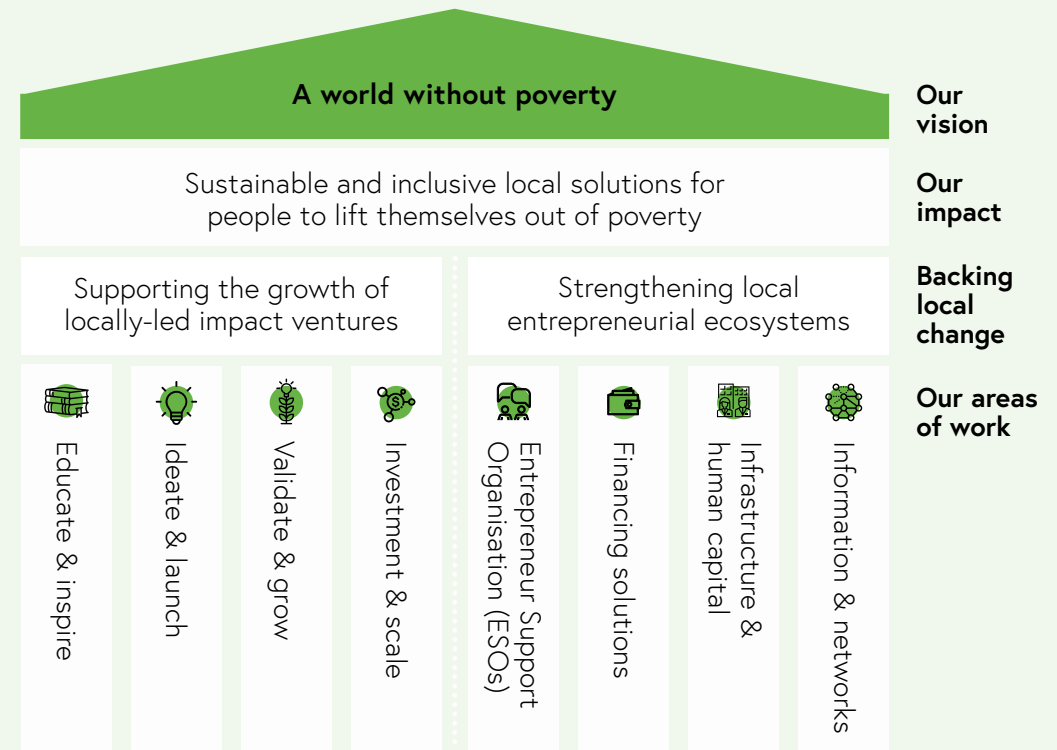 A world without poverty
Our
vision
Sustainable and inclusive local solutions for
people to lift themselves out of poverty
Our
impact
Supporting the growth of
locally-led impact ventures
Strengthening local
entrepreneurial ecosystems
Backing
local
change
Educate & inspire
Ideate & launch
Validate & grow
Investment & scale
Entrepreneur Support
Organisation (ESOs)
Financing solutions
Infrastructure &
human capital
Information & networks
Our areas
of work
$